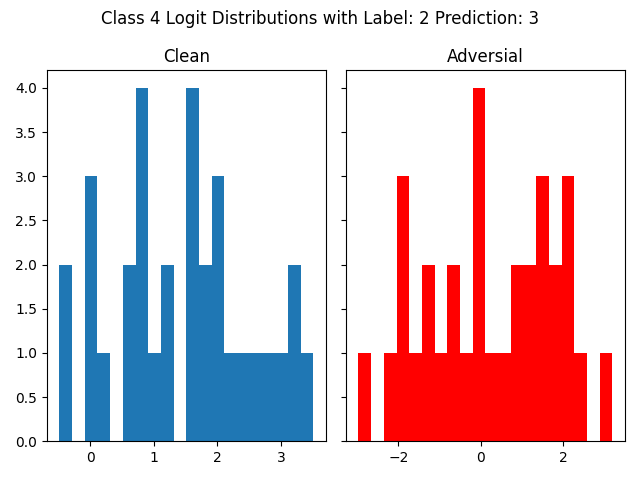 Class 4 Logit Distributions with Label: 2 Prediction: 3
Clean
Adversial
4.0
3.5
3.0
2.5
2.0
1.5
1.0
0.5
0.0
0 1 2 3
−2 0 2